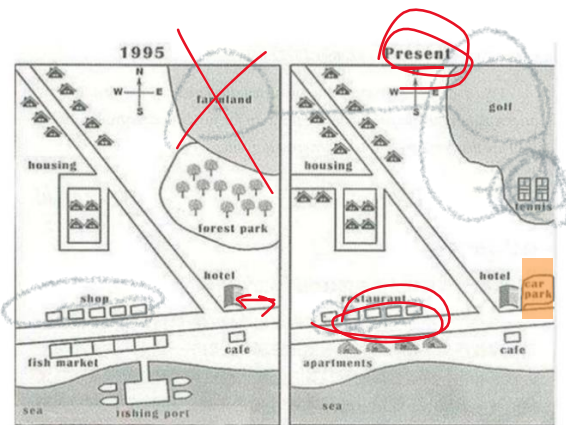 1995
N
W E
S
farmland
housing
forest park
hotel
shop
fish market
cafe
fishing port
sea
Present
N
W E
S
golf
housing
tennis
hotel
car
park
restaurant
apartments
cafe
sea